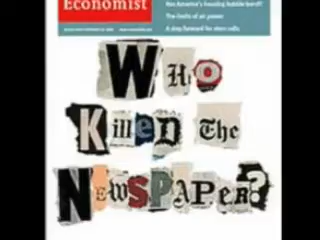 Economist
Has America's housing bubble burst?
The limits of air power
A step forward for stem cells
WHO
KillED The
NewSPAPeR?